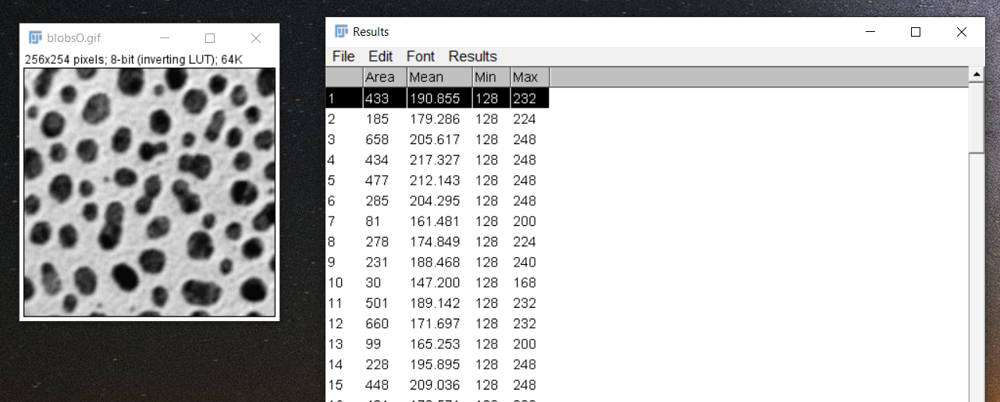 blobsO.gif
256x254 pixels; 8-bit (inverting LUT); 64K
Results
File Edit Font Results
Area Mean Min Max
1 433 190.855 128 232
2 185 179.286 128 224
3 658 205.617 128 248
4 434 217.327 128 248
5 477 212.143 128 248
6 285 204.295 128 248
7 81 161.481 128 200
8 278 174.849 128 224
9 231 188.468 128 240
10 30 147.200 128 168
11 501 189.142 128 232
12 660 171.697 128 232
13 99 165.253 128 200
14 228 195.895 128 248
15 448 209.036 128 248